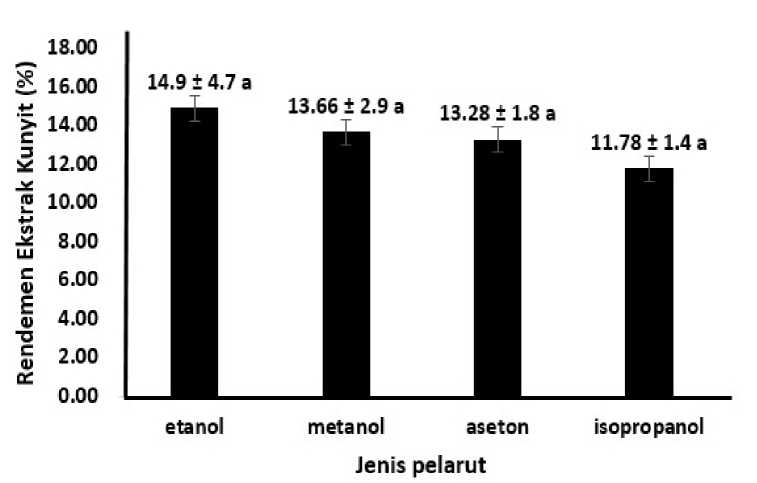 Rendemen Ekstrak Kunyit (%)
18.00
16.00
14.00
12.00
10.00
8.00
6.00
4.00
2.00
0.00
14.9 ± 4.7 a
13.66 ± 2.9 a
13.28 ± 1.8 a
11.78 ± 1.4 a
etanol
metanol
aseton
isopropanol
Jenis pelarut